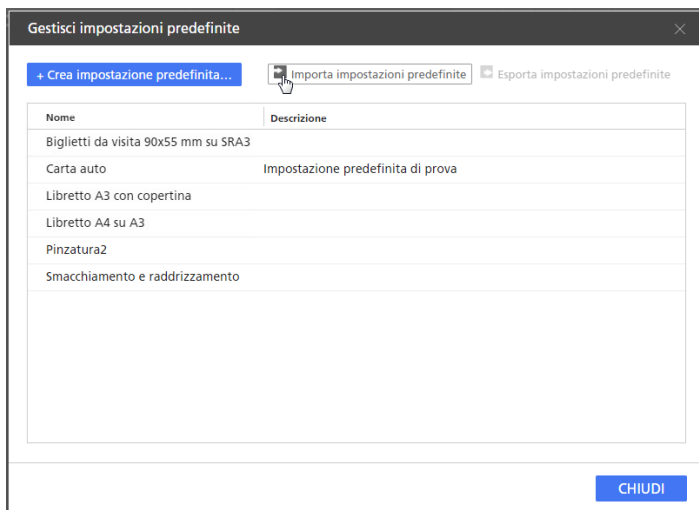 Gestisci impostazioni predefinite
+ Crea impostazione predefinita... Importa impostazioni predefinite Esporta impostazioni predefinite
Nome Descrizione
Biglietti da visita 90x55 mm su SRA3
Carta auto Impostazione predefinita di prova
Libretto A3 con copertina
Libretto A4 su A3
Pinzatura2
Smacchiamento e raddrizzamento
CHIUDI